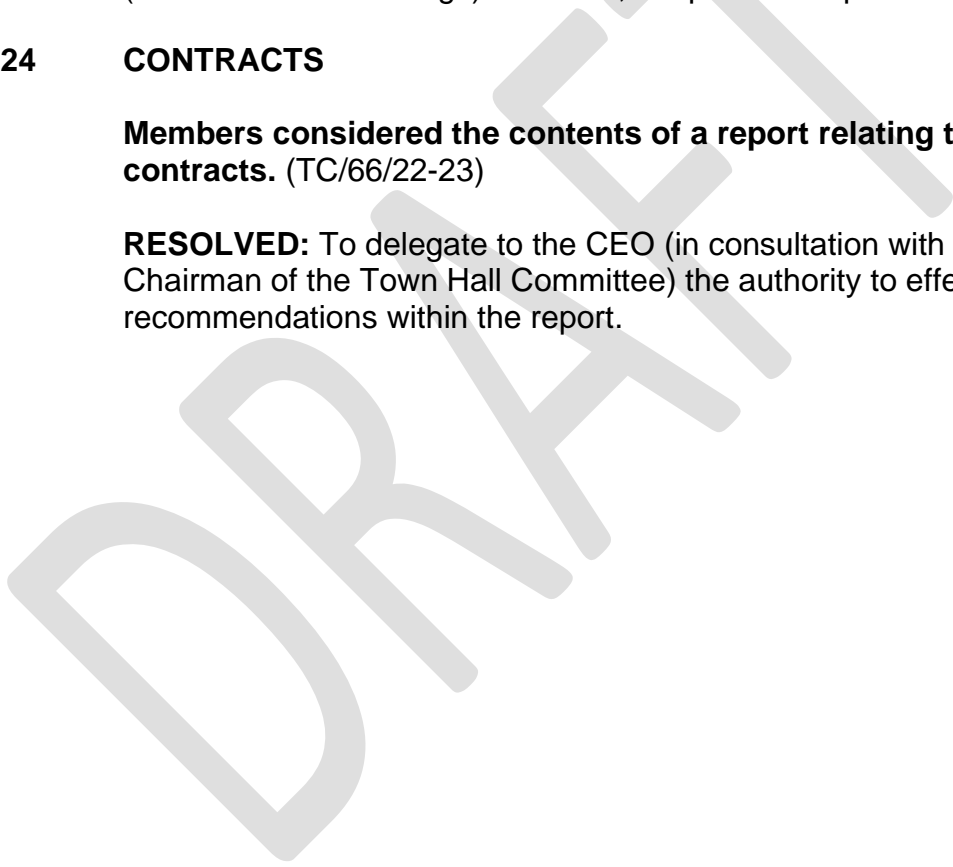 24 CONTRACTS
Members considered the contents of a report relating
contracts. (TC/66/22-23)
RESOLVED: To delegate to the CEO (in consultation with
Chairman of the Town Hall Committee) the authority to
recommendations within the report.
DRAFT